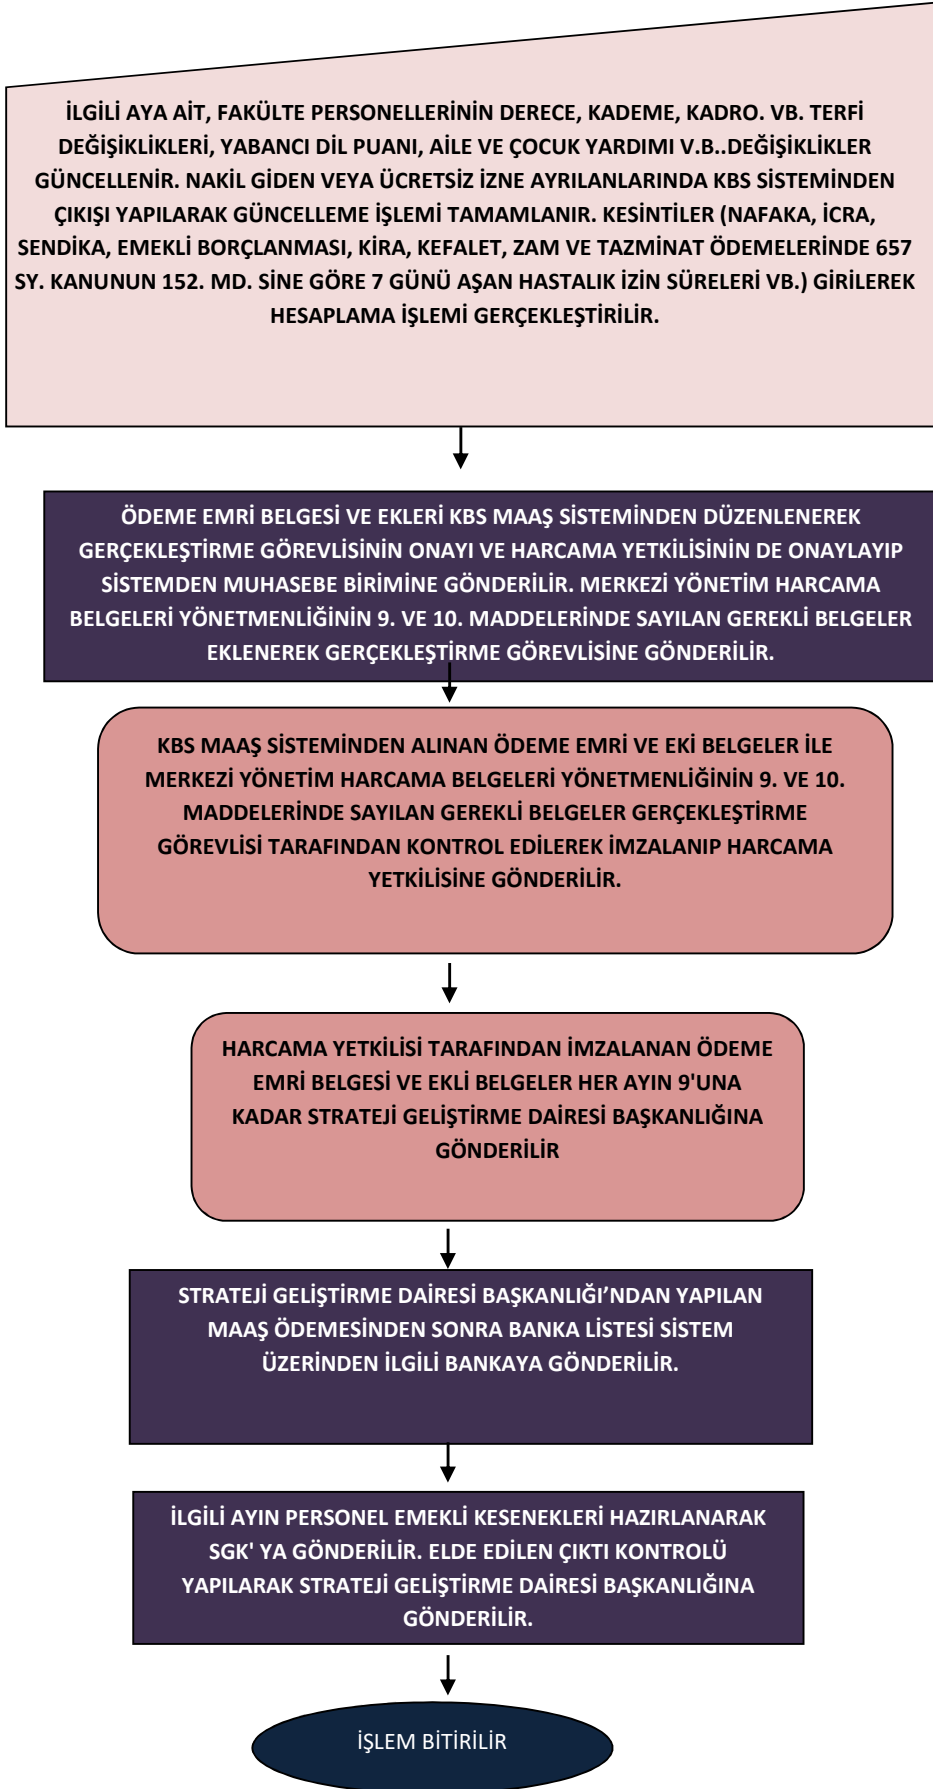 İLGİLİ AYA AİT, FAKÜLTE PERSONELLERİNİN DERECE, KADEME, KADRO. VB. TERFİ
DEĞİŞİKLİKLERİ, YABANCI DİL PUANI, AİLE VE ÇOCUK YARDIMI V.B..DEĞİŞİKLİKLER
GÜNCELLENİR. NAKİL GİDEN VEYA ÜCRETSİZ İZNE AYRILANLARINDA KBS SİSTEMİNDEN
ÇIKIŞI YAPILARAK GÜNCELLEME İŞLEMİ TAMAMLANIR. KESİNTİLER (NAFAKA, İCRA,
SENDİKA, EMEKLİ BORÇLANMASI, KİRA, KEFALET, ZAM VE TAZMİNAT ÖDEMELERİNDE 657
SY. KANUNUN 152. MD. SİNE GÖRE 7 GÜNÜ AŞAN HASTALIK İZİN SÜRELERİ VB.) GİRİLEREK
HESAPLAMA İŞLEMİ GERÇEKLEŞTİRİLİR.
ÖDEME EMRİ BELGESİ VE EKLERİ KBS MAAŞ SİSTEMİNDEN DÜZENLENEREK
GERÇEKLEŞTİRME GÖREVLİSİNİN ONAYI VE HARCAMA YETKİLİSİNİN DE ONAYLAYIP
SİSTEMDEN MUHASEBE BİRİMİNE GÖNDERİLİR. MERKEZİ YÖNETİM HARCAMA
BELGELERİ YÖNETMENLİĞİNİN 9. VE 10. MADDELERİNDE SAYILAN GEREKLİ BELGELER
EKLENEREK GERÇEKLEŞTİRME GÖREVLİSİNE GÖNDERİLİR.
KBS MAAŞ SİSTEMİNDEN ALINAN ÖDEME EMRİ VE EKİ BELGELER İLE
MERKEZİ YÖNETİM HARCAMA BELGELERİ YÖNETMENLİĞİNİN 9. VE 10.
MADDELERİNDE SAYILAN GEREKLİ BELGELER GERÇEKLEŞTİRME
GÖREVLİSİ TARAFINDAN KONTROL EDİLEREK İMZALANIP HARCAMA
YETKİLİSİNE GÖNDERİLİR.
HARCAMA YETKİLİSİ TARAFINDAN İMZALANAN ÖDEME
EMRİ BELGESİ VE EKLİ BELGELER HER AYIN 9'UNA
KADAR STRATEJİ GELİŞTİRME DAİRESİ BAŞKANLIĞINA
GÖNDERİLİR
STRATEJİ GELİŞTİRME DAİRESİ BAŞKANLIĞI’NDAN YAPILAN
MAAŞ ÖDEMESİNDEN SONRA BANKA LİSTESİ SİSTEM
ÜZERİNDEN İLGİLİ BANKAYA GÖNDERİLİR.
İLGİLİ AYIN PERSONEL EMEKLİ KESENEKLERİ HAZIRLANARAK
SGK' YA GÖNDERİLİR. ELDE EDİLEN ÇIKTI KONTROLÜ
YAPILARAK STRATEJİ GELİŞTİRME DAİRESİ BAŞKANLIĞINA
GÖNDERİLİR.
İŞLEM BİTİRİLİR